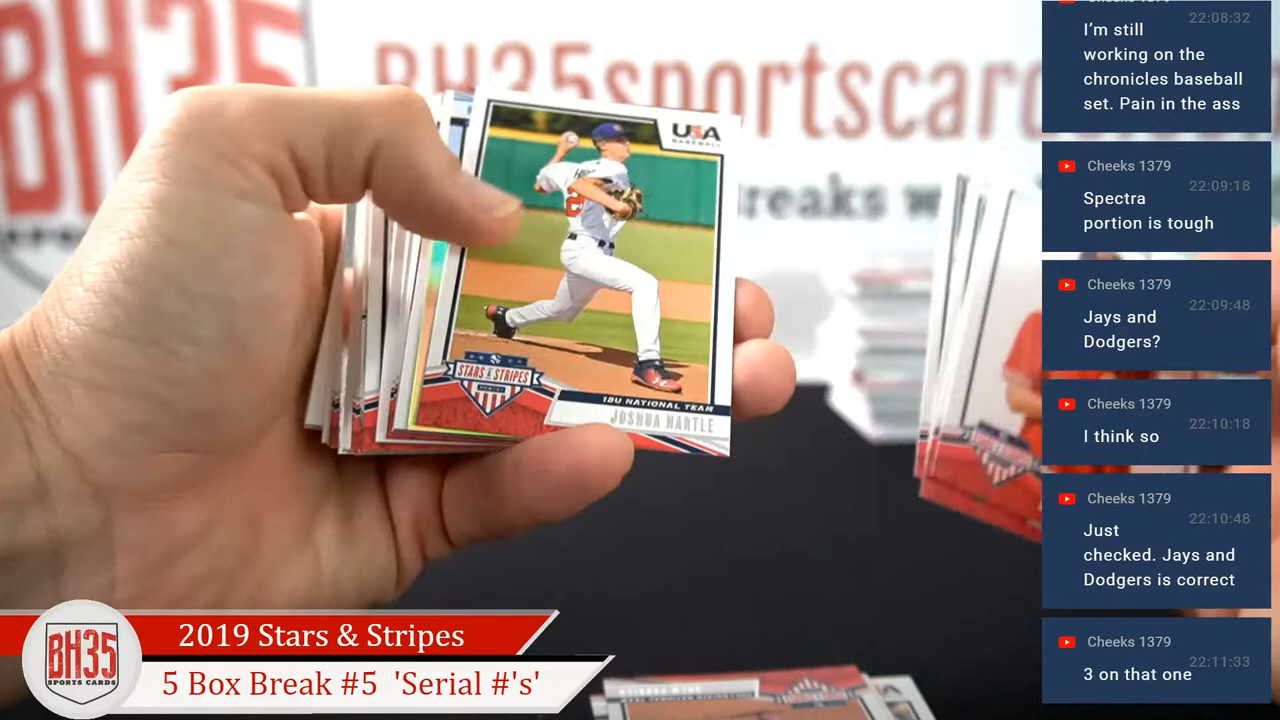 BH35
BH35sportscards
breaks w
USA
BASEBALL
STARS & STRIPES
PANINI
18U NATIONAL TEAM
JOSHUA HARTLE
22:08:32
I'm still
working on the
chronicles baseball
set. Pain in the ass
Cheeks 1379
22:09:18
Spectra
portion is tough
Cheeks 1379
22:09:48
Jays and
Dodgers?
Cheeks 1379
22:10:18
I think so
Cheeks 1379
22:10:48
Just
checked. Jays and
Dodgers is correct
Cheeks 1379
22:11:33
3 on that one
BH35
SPORTS CARDS
2019 Stars & Stripes
5 Box Break #5 'Serial #'s'